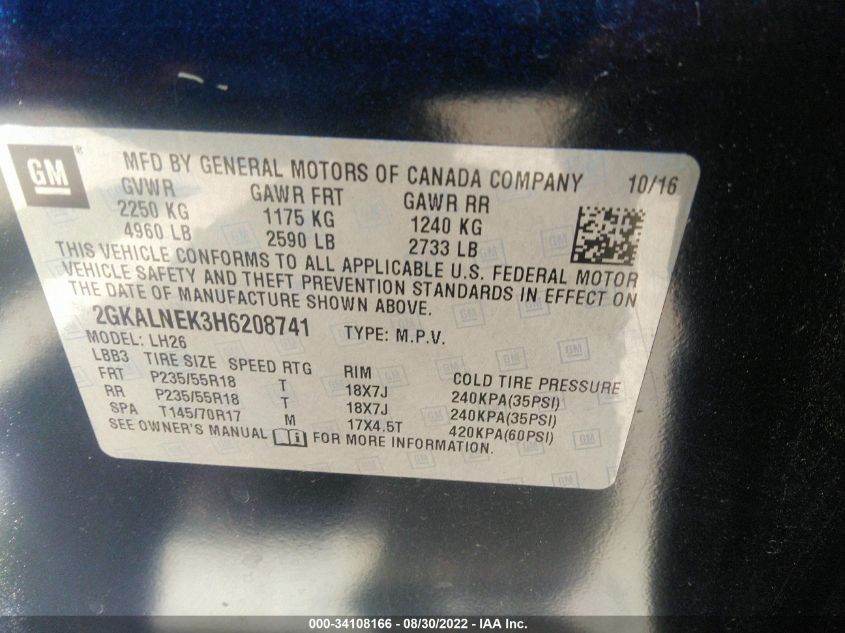 GM ® MFD BY GENERAL MOTORS OF CANADA COMPANY 10/16
GVWR GAWR FRT GAWR RR
2250 KG 1175 KG 1240 KG
4960 LB 2590 LB 2733 LB
THIS VEHICLE CONFORMS TO ALL APPLICABLE U.S. FEDERAL MOTOR
VEHICLE SAFETY AND THEFT PREVENTION STANDARDS IN EFFECT ON
THE DATE OF MANUFACTURE SHOWN ABOVE.
2GKALNEK3H6208741 TYPE: M.P.V.
MODEL: LH26
LBB3 TIRE SIZE SPEED RTG RIM COLD TIRE PRESSURE
FRT P235/55R18 T 18X7J 240KPA(35PSI)
RR P235/55R18 T 18X7J 240KPA(35PSI)
SPA T145/70R17 M 17X4.5T 420KPA(60PSI)
SEE OWNER'S MANUAL FOR MORE INFORMATION.
000-34108166 - 08/30/2022 - IAA Inc.